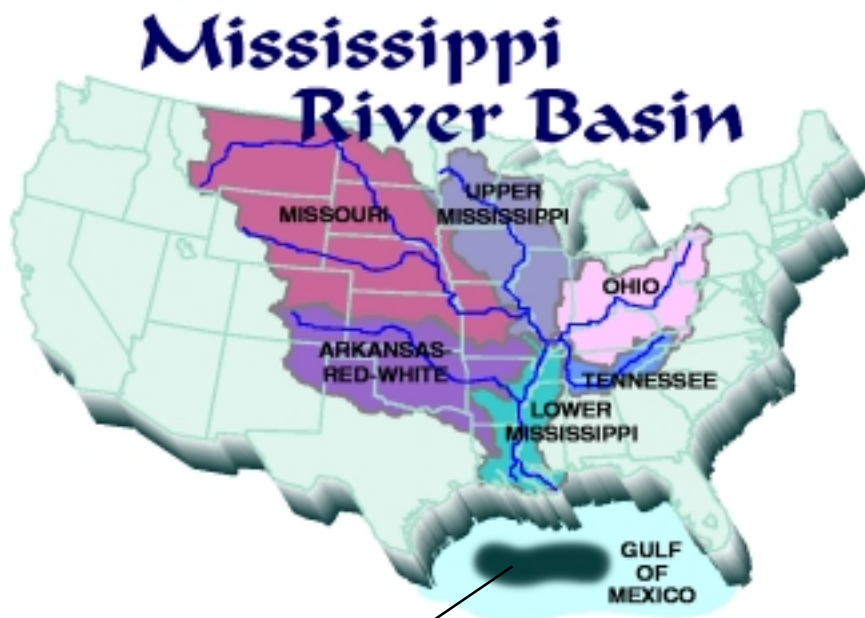 Mississippi
River Basin
MISSOURI
UPPER
MISSISSIPPI
OHIO
ARKANSAS-
RED-WHITE
TENNESSEE
LOWER
MISSISSIPPI
GULF
OF
MEXICO